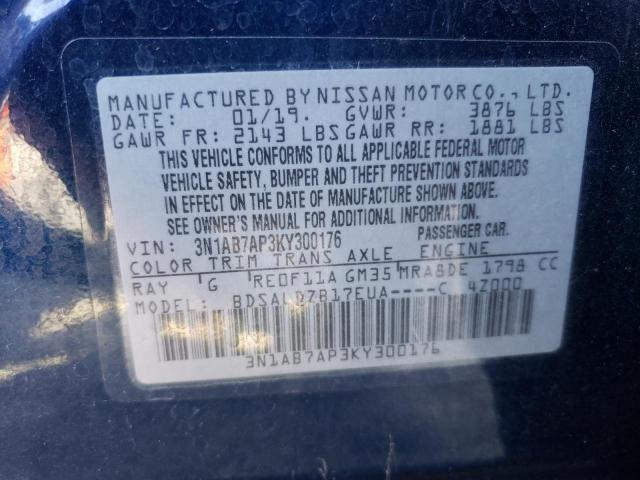 MANUFACTURED BY NISSAN MOTOR CO., LTD.
DATE: 01/19. GVWR: 3876 LBS
GAWR FR: 2143 LBS GAWR RR: 1881 LBS
THIS VEHICLE CONFORMS TO ALL APPLICABLE FEDERAL MOTOR
VEHICLE SAFETY, BUMPER AND THEFT PREVENTION STANDARDS
IN EFFECT ON THE DATE OF MANUFACTURE SHOWN ABOVE.
SEE OWNER'S MANUAL FOR ADDITIONAL INFORMATION.
VIN: 3N1AB7AP3KY300176 PASSENGER CAR.
COLOR TRIM TRANS AXLE ENGINE
RAY G RE0F11A GM35 MRA8DE 1798 CC
MODEL: BDSALDZB17EUA----C 4Z000
3N1AB7AP3KY300176